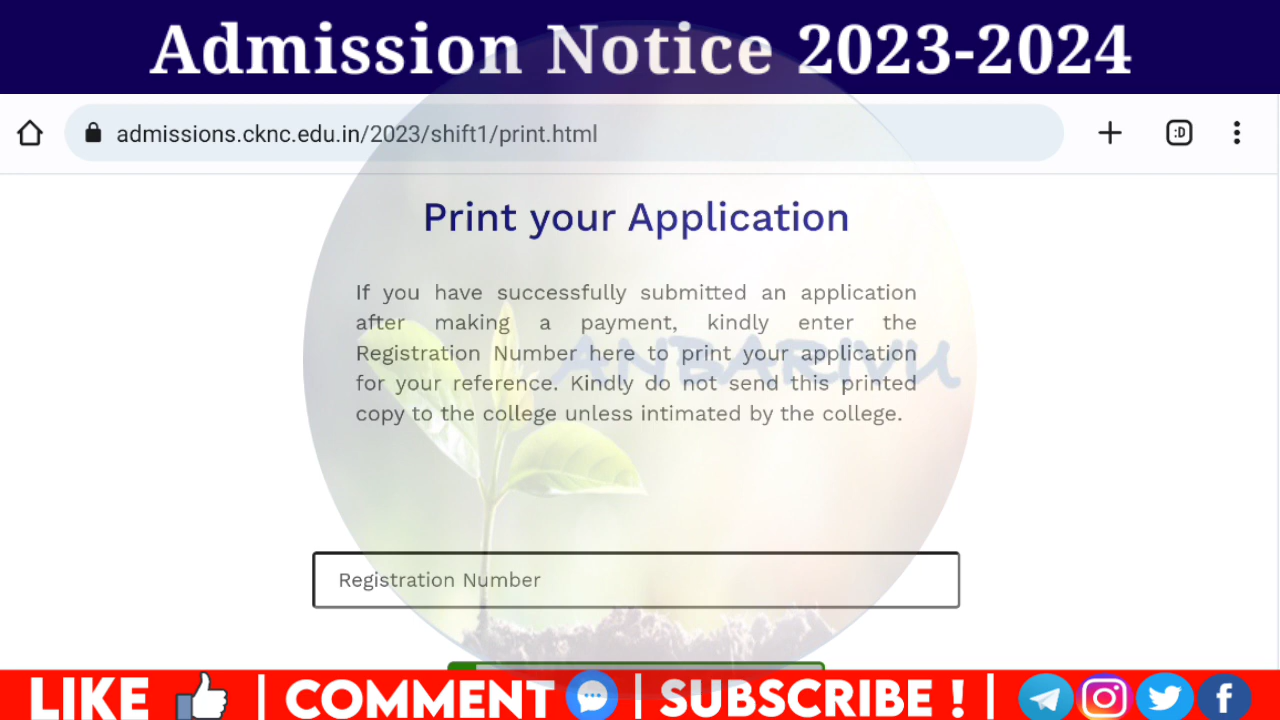 Admission Notice 2023-2024
admissions.cknc.edu.in/2023/shift1/print.html
:D
Print your Application
If you have successfully submitted an application
after making a payment, kindly enter the
Registration Number here to print your application
for your reference. Kindly do not send this printed
copy to the college unless intimated by the college.
ANBARIVU
Registration Number
LIKE | COMMENT | SUBSCRIBE ! |